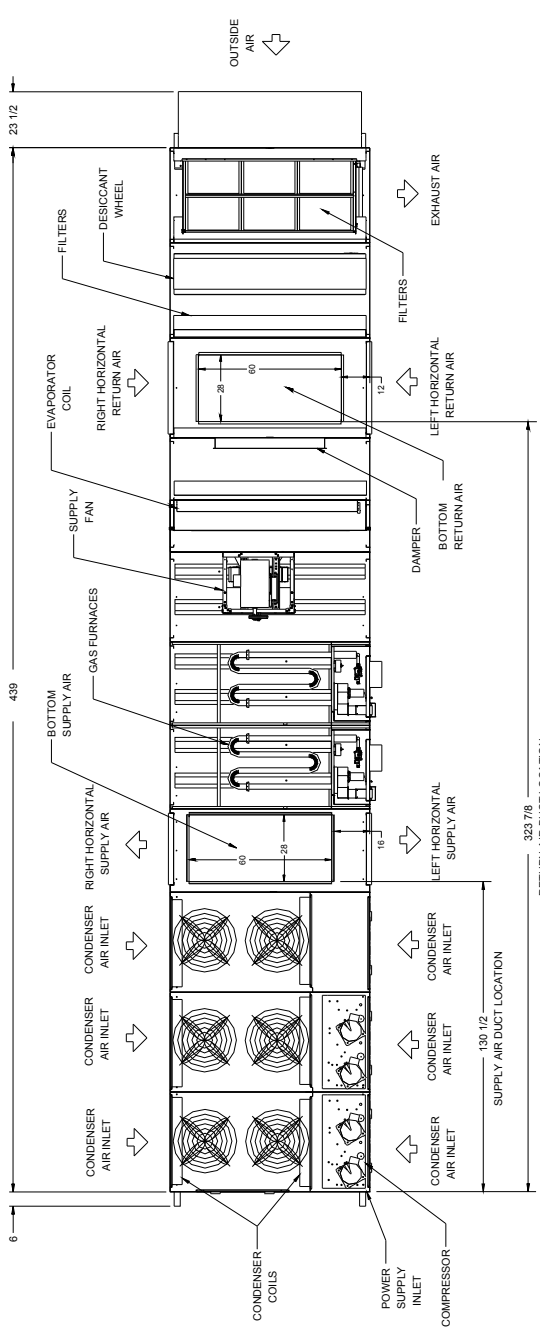 6
439
23 1/2
CONDENSER
AIR INLET
CONDENSER
AIR INLET
CONDENSER
AIR INLET
RIGHT HORIZONTAL
SUPPLY AIR
BOTTOM
SUPPLY AIR
GAS FURNACES
SUPPLY
FAN
EVAPORATOR
COIL
RIGHT HORIZONTAL
RETURN AIR
FILTERS
DESICCANT
WHEEL
OUTSIDE
AIR
60
28
16
60
28
12
CONDENSER
COILS
POWER
SUPPLY
INLET
COMPRESSOR
CONDENSER
AIR INLET
CONDENSER
AIR INLET
CONDENSER
AIR INLET
LEFT HORIZONTAL
SUPPLY AIR
DAMPER
BOTTOM
RETURN AIR
LEFT HORIZONTAL
RETURN AIR
FILTERS
EXHAUST AIR
130 1/2
SUPPLY AIR DUCT LOCATION
323 7/8